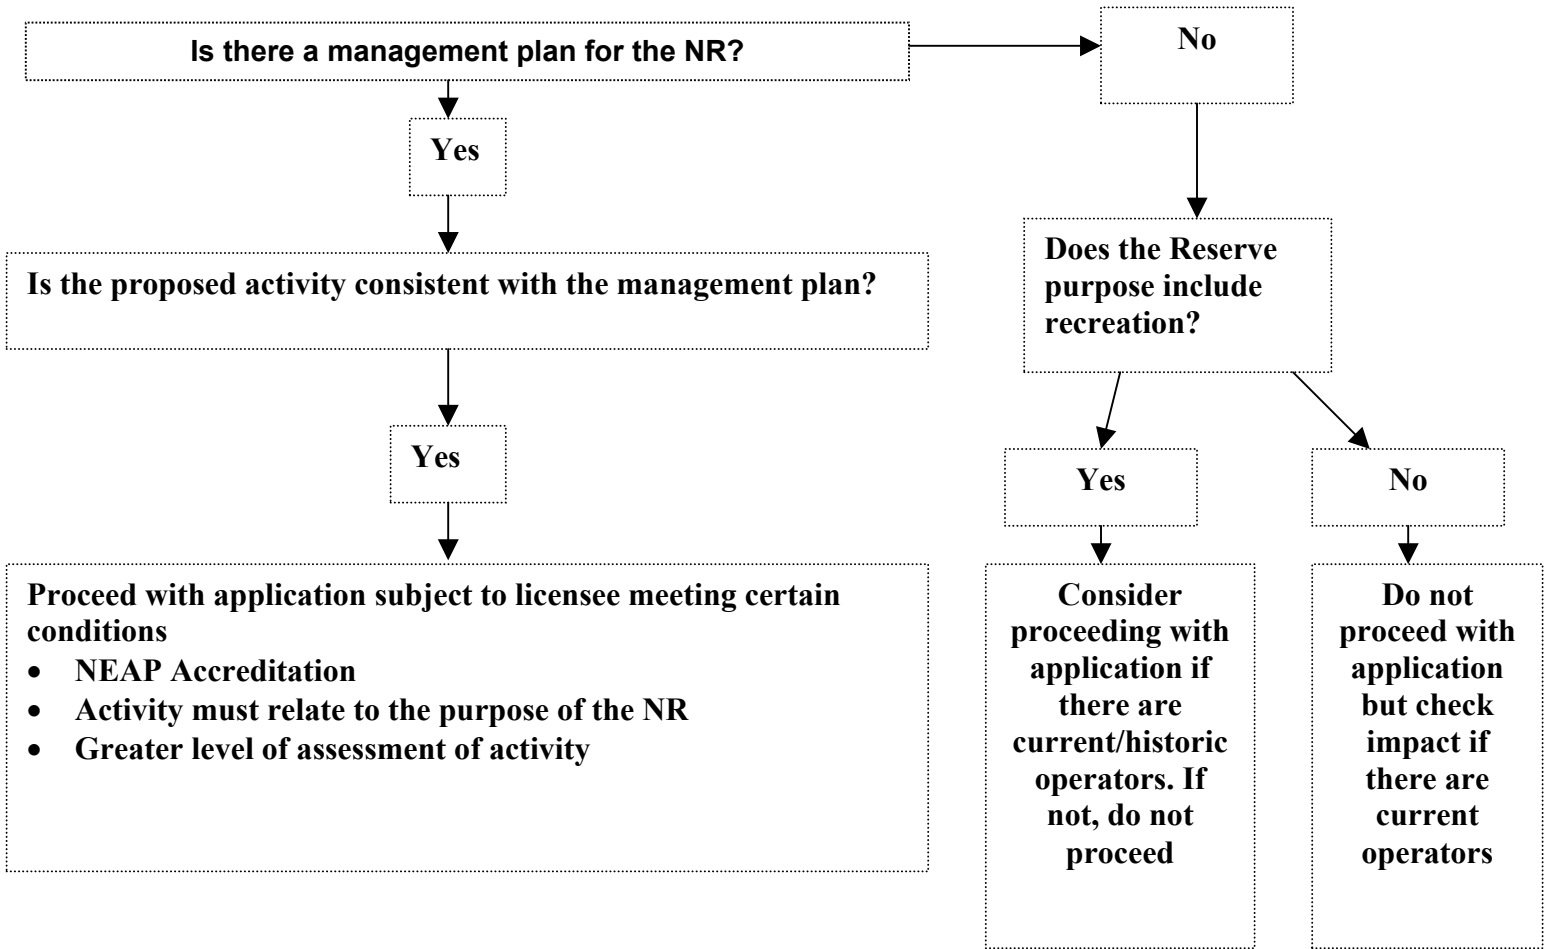 Is there a management plan for the NR?
No
Yes
Is the proposed activity consistent with the management plan?
Does the Reserve
purpose include
recreation?
Yes
Yes
No
Proceed with application subject to licensee meeting certain
conditions
• NEAP Accreditation
• Activity must relate to the purpose of the NR
• Greater level of assessment of activity
Consider
proceeding with
application if
there are
current/historic
operators. If
not, do not
proceed
Do not
proceed with
application
but check
impact if
there are
current
operators